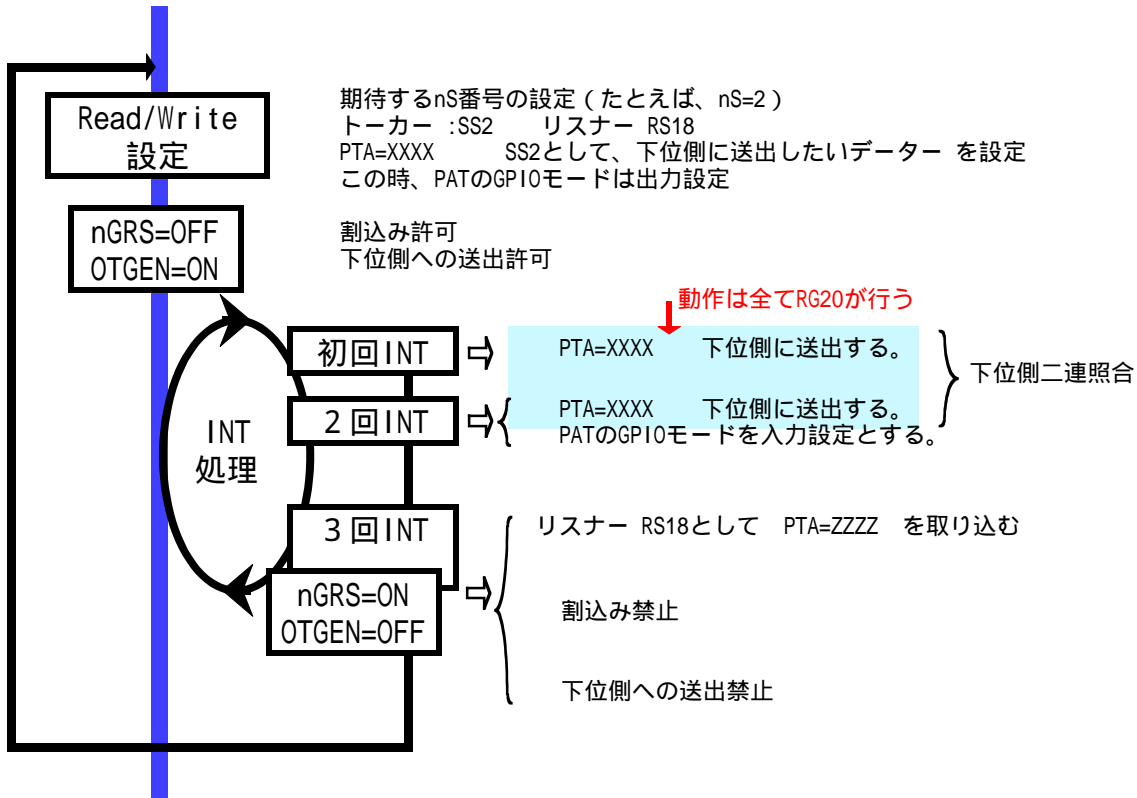 Read/Write
設定
期待するnS番号の設定（たとえば、nS=2）
トーカー :SS2 リスナー RS18
PTA=XXXX SS2として、下位側に送出したいデーター を設定
この時、PATのGPIOモードは出力設定
nGRS=OFF
OTGEN=ON
割込み許可
下位側への送出許可
動作は全てRG20が行う
初回INT
PTA=XXXX 下位側に送出する。
下位側二連照合
２回INT
PTA=XXXX 下位側に送出する。
PATのGPIOモードを入力設定とする。
INT
処理
３回INT
リスナー RS18として PTA=ZZZZ を取り込む
nGRS=ON
OTGEN=OFF
割込み禁止
下位側への送出禁止